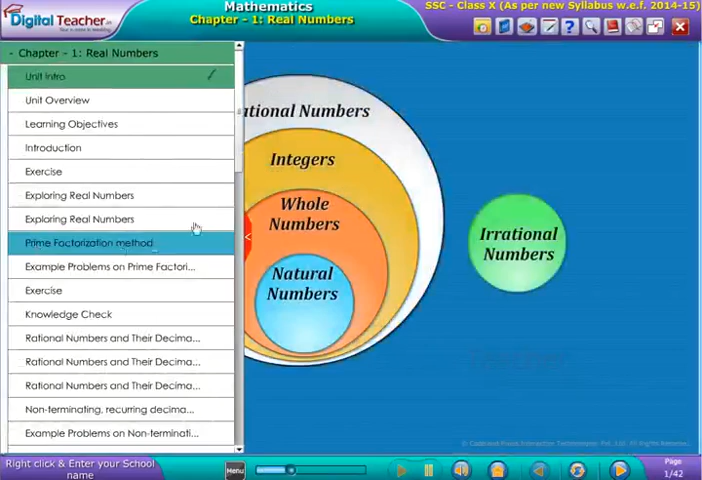 Digital Teacher.in
Mathematics
Chapter - 1: Real Numbers
SSC - Class X (As per new Syllabus w.e.f. 2014-15)
- Chapter - 1: Real Numbers
Unit Intro
Unit Overview
Learning Objectives
Introduction
Exercise
Exploring Real Numbers
Exploring Real Numbers
Prime Factorization method
Example Problems on Prime Factori...
Exercise
Knowledge Check
Rational Numbers and Their Decima...
Rational Numbers and Their Decima...
Rational Numbers and Their Decima...
Non-terminating, recurring decima...
Example Problems on Non-terminati...
ational Numbers
Integers
Whole
Numbers
Natural
Numbers
<
Irrational
Numbers
Right click & Enter your School
name
Menu
Page
1/42